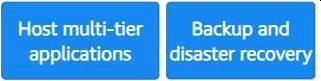 Host multi-tier
applications
Backup and
disaster recovery